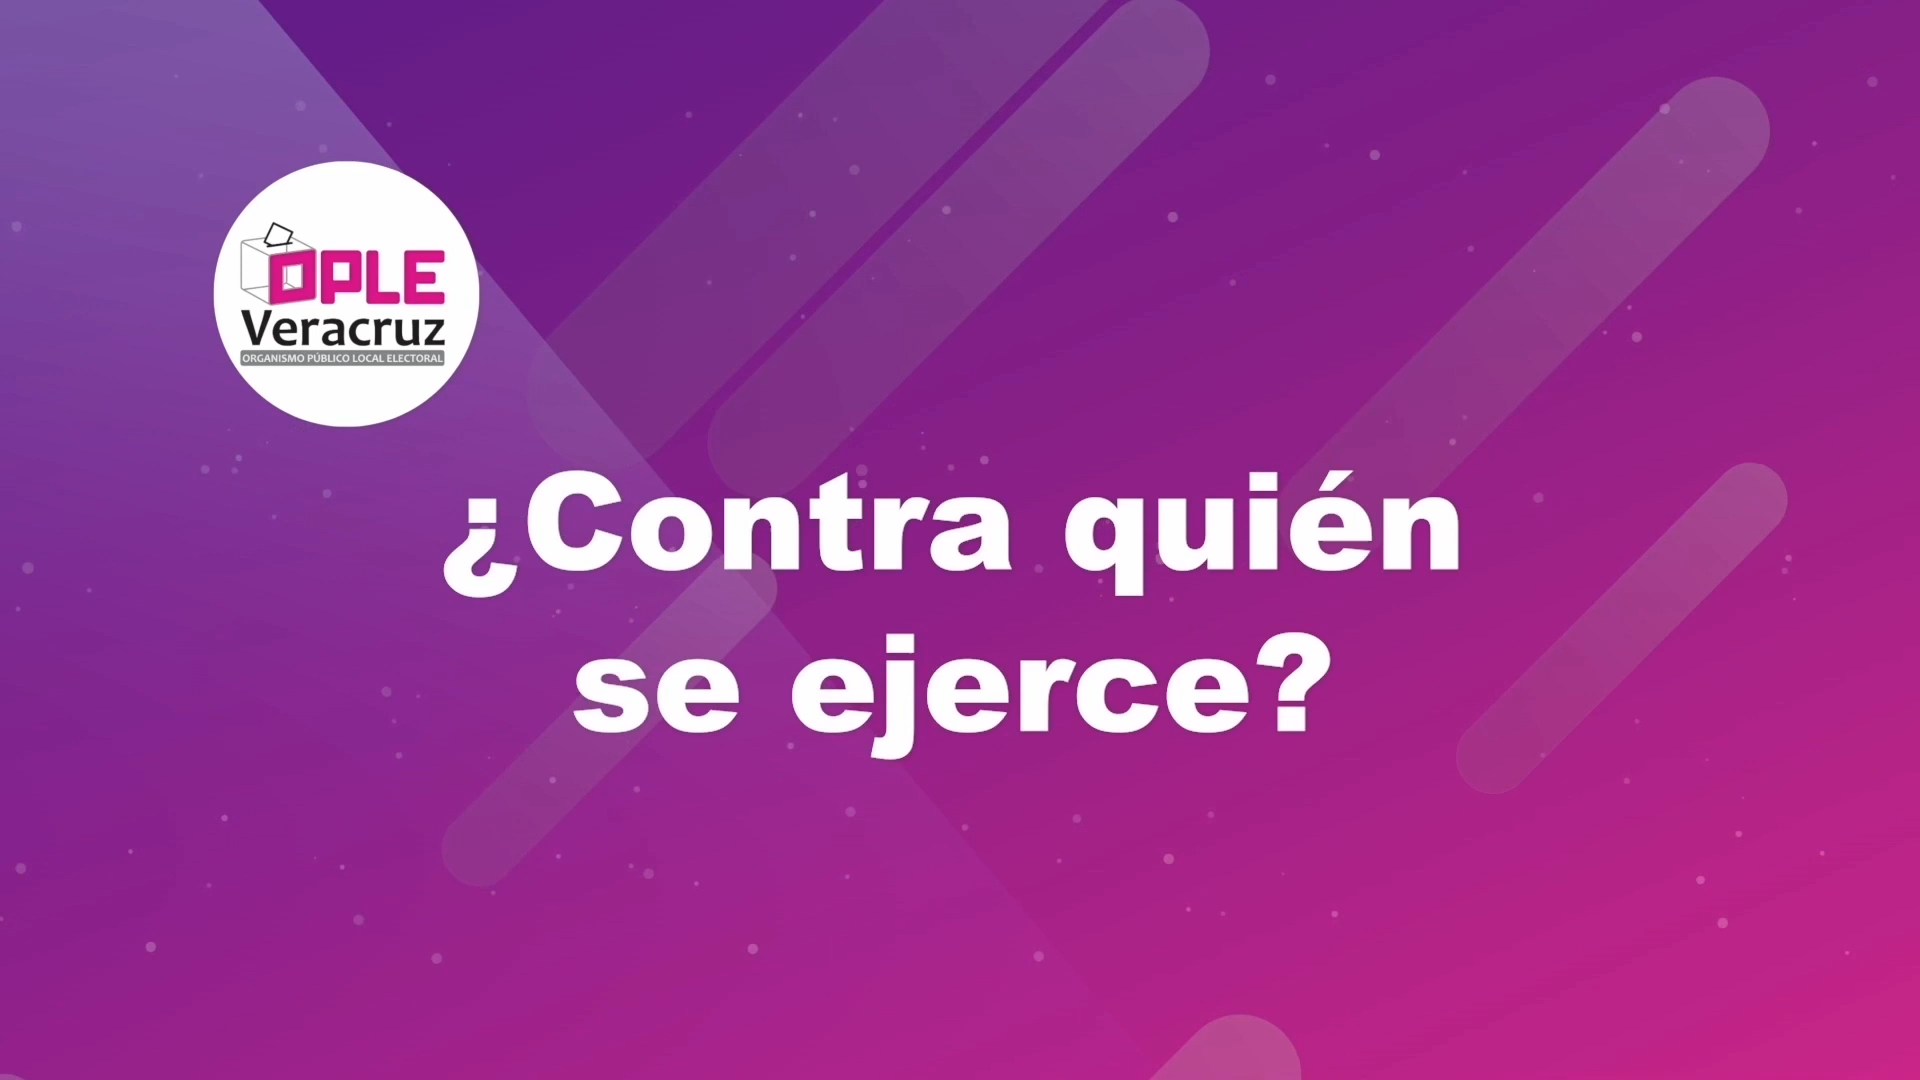 OPLE
Veracruz
ORGANISMO PÚBLICO LOCAL ELECTORAL
¿Contra quién
se ejerce?